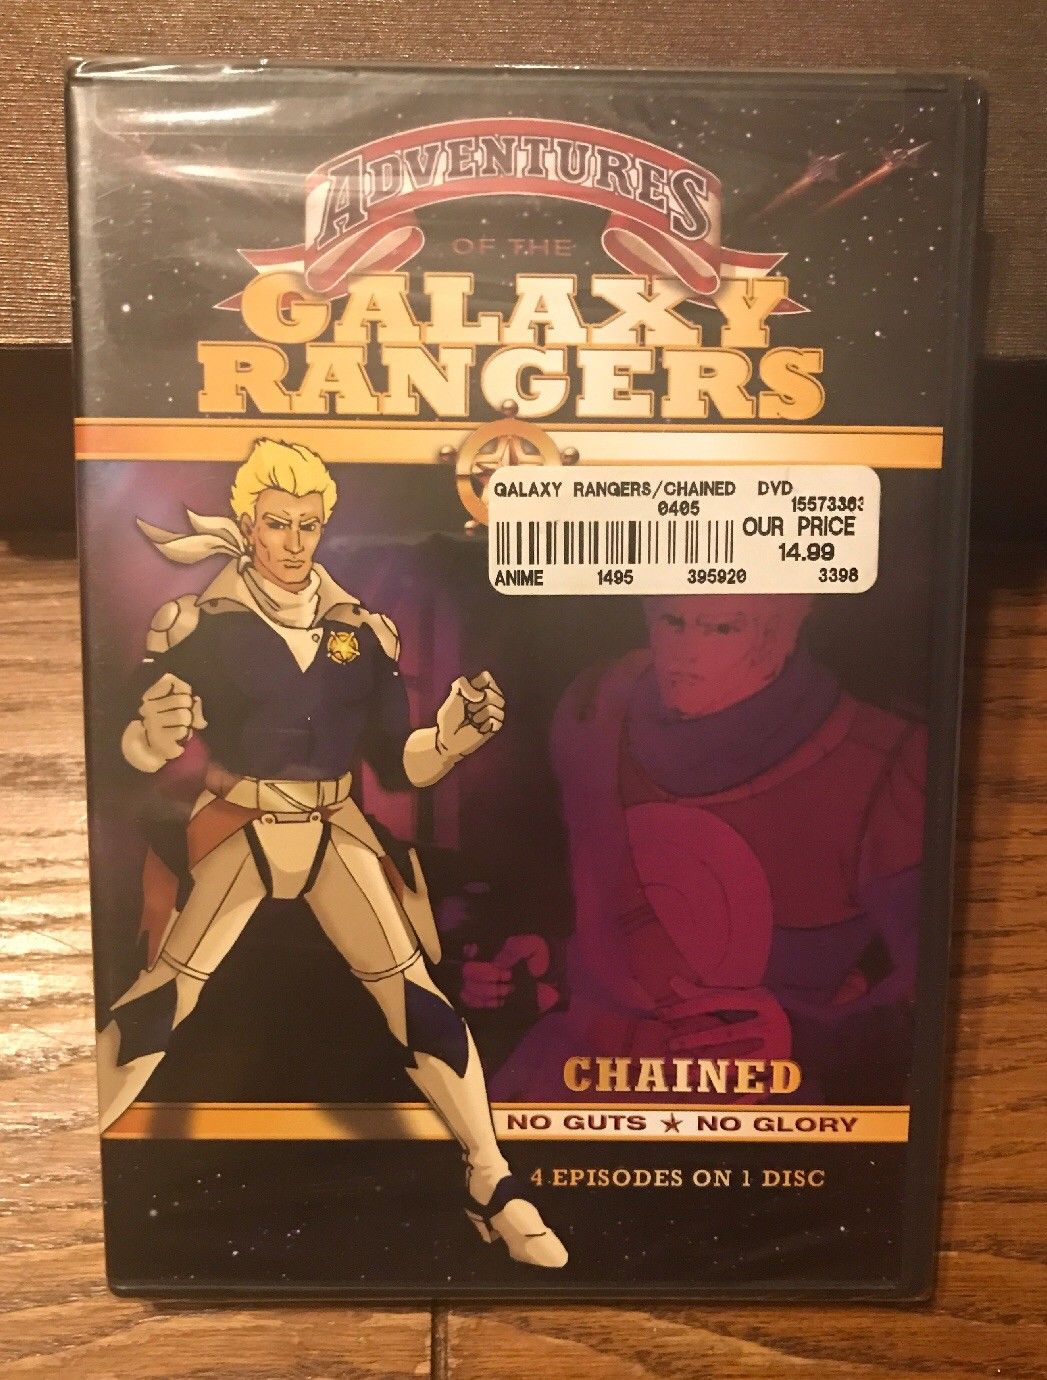 ADVENTURES
OF THE
GALAXY
RANGERS
GALAXY RANGERS/CHAINED DVD
0405 15573363
OUR PRICE
14.99
ANIME 1495 395920 3398
CHAINED
NO GUTS ★ NO GLORY
4 EPISODES ON 1 DISC